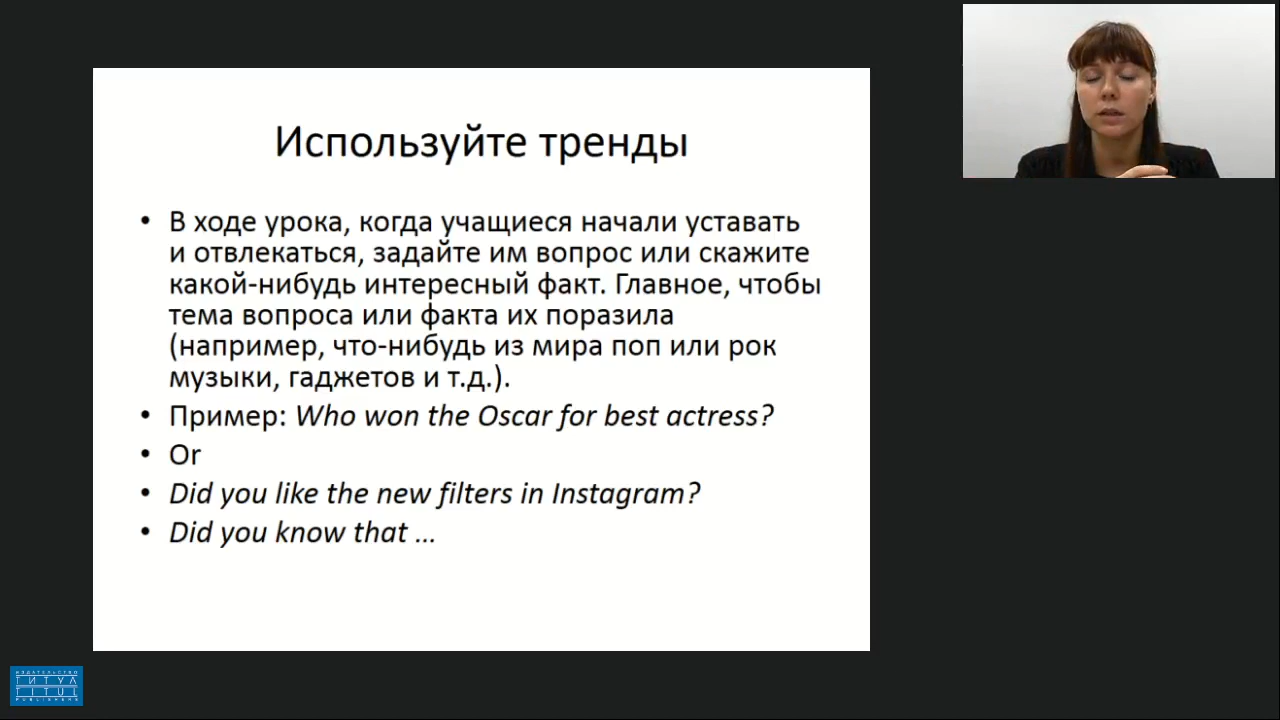 Используйте тренды
• В ходе урока, когда учащиеся начали уставать
и отвлекаться, задайте им вопрос или скажите
какой-нибудь интересный факт. Главное, чтобы
тема вопроса или факта их поразила
(например, что-нибудь из мира поп или рок
музыки, гаджетов и т.д.).
• Пример: Who won the Oscar for best actress?
• Or
• Did you like the new filters in Instagram?
• Did you know that …
ИЗДАТЕЛЬСТВО
ТИТУЛ
TITUL
PUBLISHERS